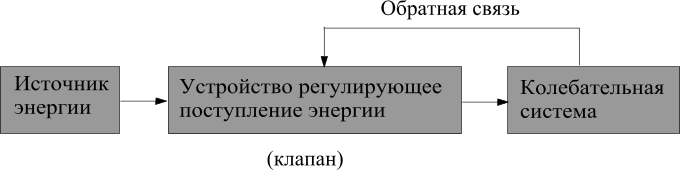 Обратная связь
Источник
энергии
Устройство регулирующее
поступление энергии
Колебательная
система
(клапан)